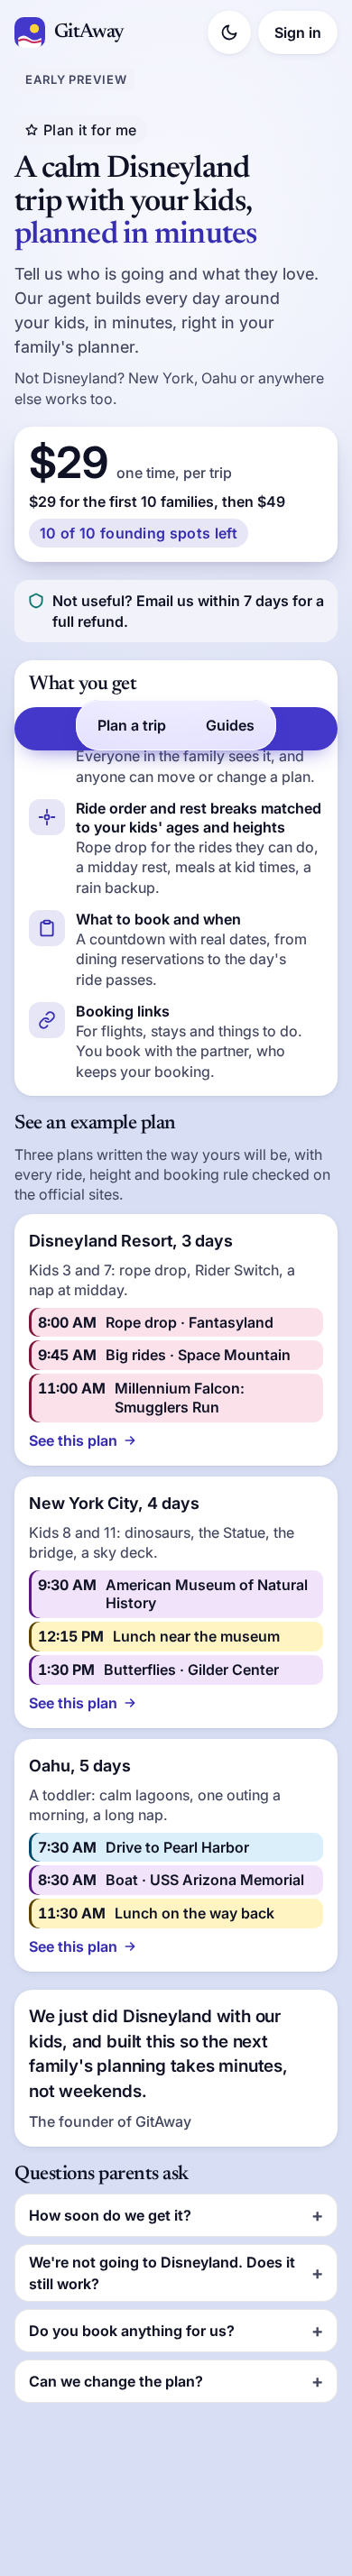 GitAway
Sign in
EARLY PREVIEW
Plan it for me
A calm Disneyland
trip with your kids,
planned in minutes
Tell us who is going and what they love.
Our agent builds every day around
your kids, in minutes, right in your
family's planner.
Not Disneyland? New York, Oahu or anywhere
else works too.
$29 one time, per trip
$29 for the first 10 families, then $49
10 of 10 founding spots left
Not useful? Email us within 7 days for a
full refund.
What you get
Plan a trip
Guides
Everyone in the family sees it, and
anyone can move or change a plan.
Ride order and rest breaks matched
to your kids' ages and heights
Rope drop for the rides they can do,
a midday rest, meals at kid times, a
rain backup.
What to book and when
A countdown with real dates, from
dining reservations to the day's
ride passes.
Booking links
For flights, stays and things to do.
You book with the partner, who
keeps your booking.
See an example plan
Three plans written the way yours will be, with
every ride, height and booking rule checked on
the official sites.
Disneyland Resort, 3 days
Kids 3 and 7: rope drop, Rider Switch, a
nap at midday.
8:00 AM Rope drop · Fantasyland
9:45 AM Big rides · Space Mountain
11:00 AM Millennium Falcon:
Smugglers Run
See this plan →
New York City, 4 days
Kids 8 and 11: dinosaurs, the Statue, the
bridge, a sky deck.
9:30 AM American Museum of Natural
History
12:15 PM Lunch near the museum
1:30 PM Butterflies · Gilder Center
See this plan →
Oahu, 5 days
A toddler: calm lagoons, one outing a
morning, a long nap.
7:30 AM Drive to Pearl Harbor
8:30 AM Boat · USS Arizona Memorial
11:30 AM Lunch on the way back
See this plan →
We just did Disneyland with our
kids, and built this so the next
family's planning takes minutes,
not weekends.
The founder of GitAway
Questions parents ask
How soon do we get it? +
We're not going to Disneyland. Does it
still work? +
Do you book anything for us? +
Can we change the plan? +